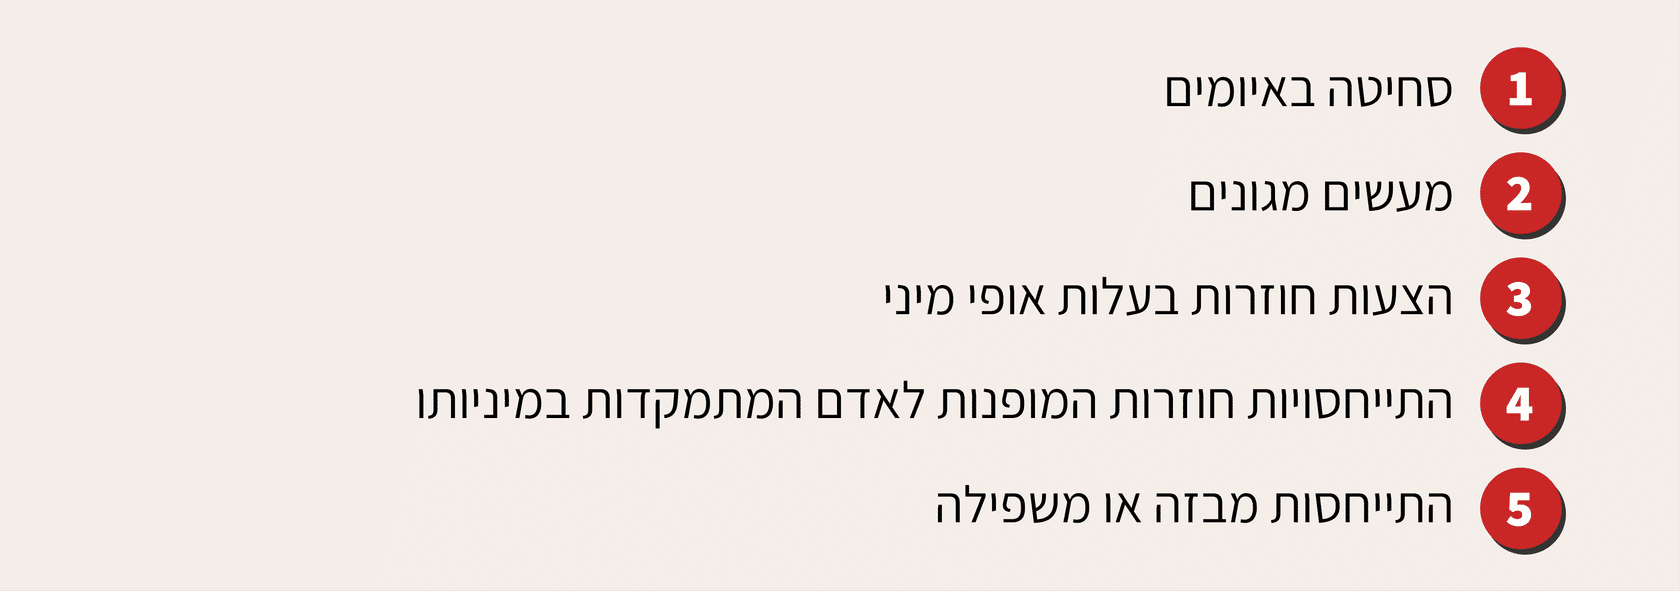 1 סחיטה באיומים
2 מעשים מגונים
3 הצעות חוזרות בעלות אופי מיני
4 התייחסויות חוזרות המופנות לאדם המתמקדות במיניותו
5 התייחסות מבזה או משפילה